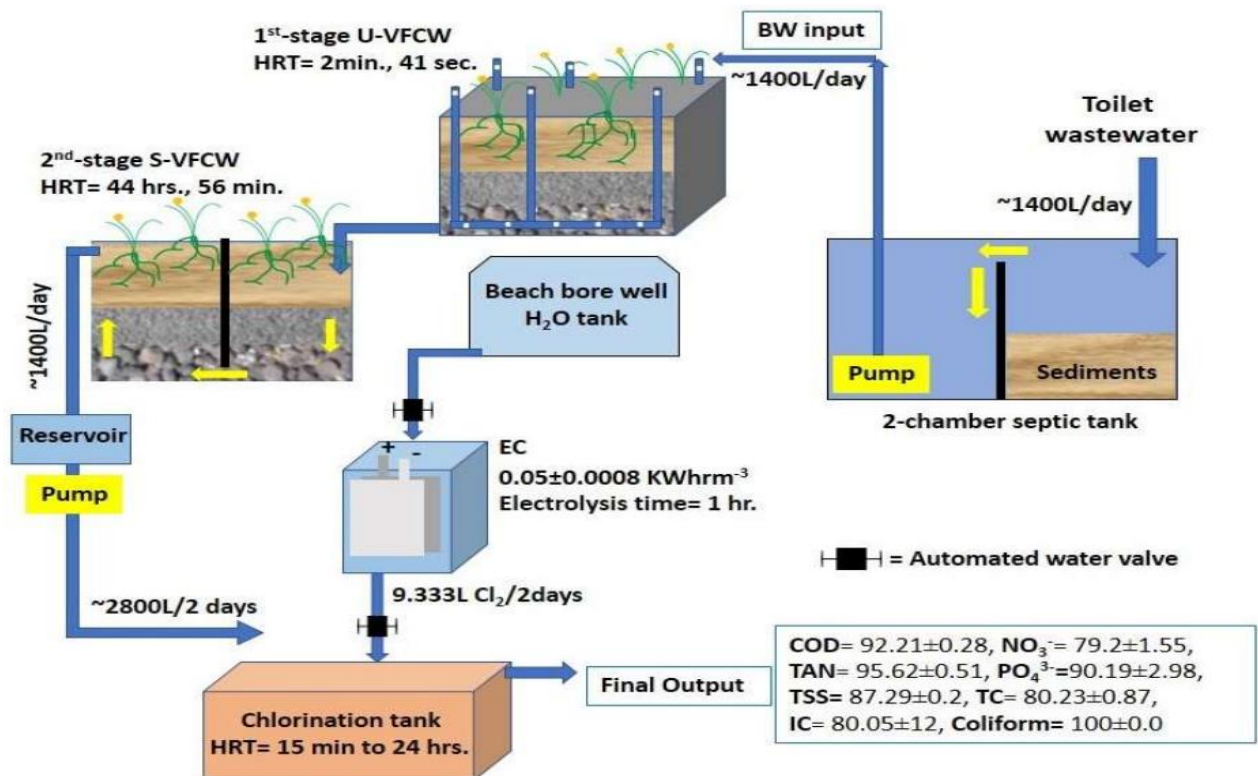 1st-stage U-VFCW
HRT= 2min., 41 sec.
BW input
~1400L/day
Toilet
wastewater
~1400L/day
2nd-stage S-VFCW
HRT= 44 hrs., 56 min.
Beach bore well
H₂O tank
Pump
Sediments
2-chamber septic tank
~1400L/day
Reservoir
Pump
+ -
EC
0.05±0.0008 KWhrm⁻³
Electrolysis time= 1 hr.
= Automated water valve
9.333L Cl₂/2days
~2800L/2 days
Chlorination tank
HRT= 15 min to 24 hrs.
Final Output
COD= 92.21±0.28, NO₃⁻= 79.2±1.55,
TAN= 95.62±0.51, PO₄³⁻=90.19±2.98,
TSS= 87.29±0.2, TC= 80.23±0.87,
IC= 80.05±12, Coliform= 100±0.0